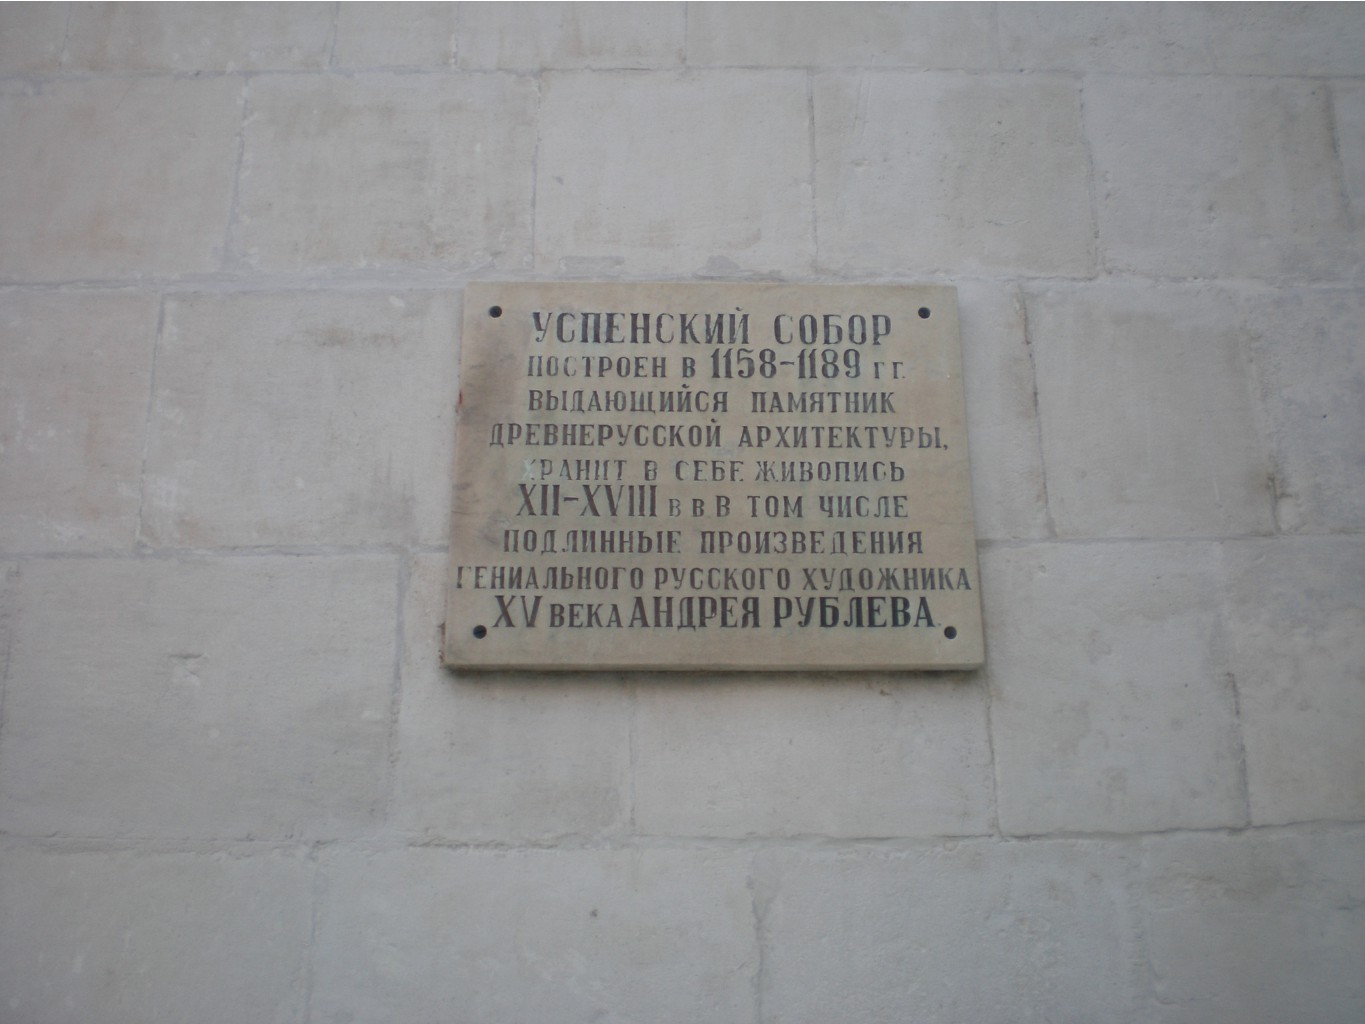 УСПЕНСКИЙ СОБОР
ПОСТРОЕН В 1158-1189 гг.
ВЫДАЮЩИЙСЯ ПАМЯТНИК
ДРЕВНЕРУССКОЙ АРХИТЕКТУРЫ,
ХРАНИТ В СЕБЕ ЖИВОПИСЬ
XII-XVIII В В В ТОМ ЧИСЛЕ
ПОДЛИННЫЕ ПРОИЗВЕДЕНИЯ
ГЕНИАЛЬНОГО РУССКОГО ХУДОЖНИКА
XV ВЕКА АНДРЕЯ РУБЛЕВА.